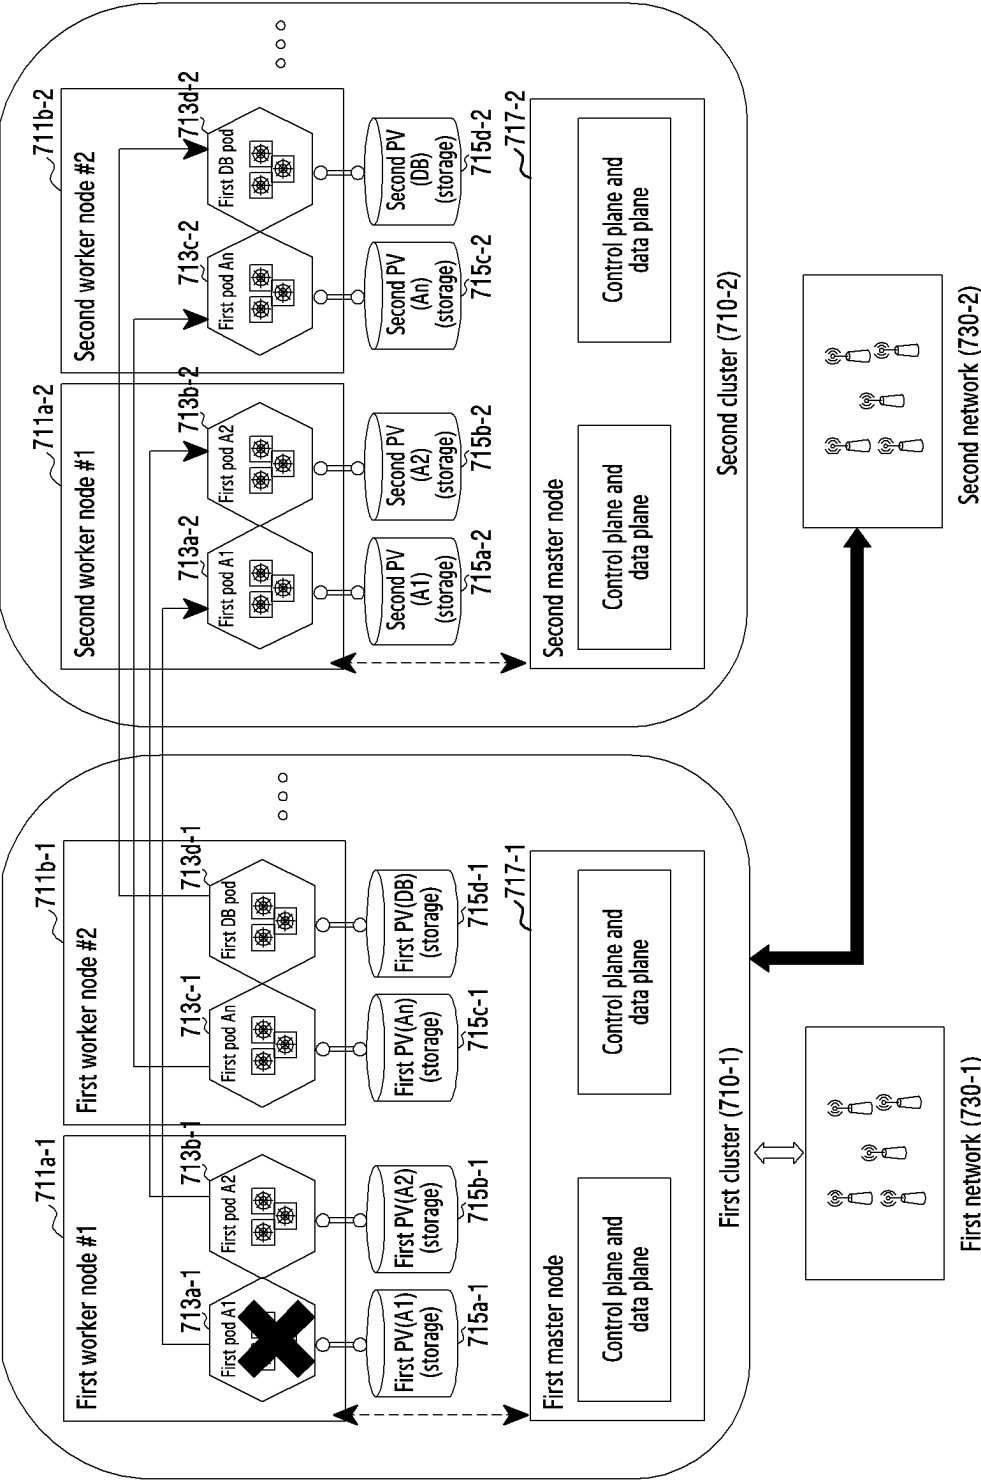 711a-1
First worker node #1
713a-1
First pod A1
713b-1
First pod A2
First PV(A1)
(storage)
715a-1
First PV(A2)
(storage)
715b-1
711b-1
First worker node #2
713c-1
First pod An
713d-1
First DB pod
First PV(An)
(storage)
715c-1
First PV(DB)
(storage)
715d-1
717-1
First master node
Control plane and
data plane
Control plane and
data plane
First cluster (710-1)
First network (730-1)
711a-2
Second worker node #1
713a-2
First pod A1
713b-2
First pod A2
Second PV
(A1)
(storage)
715a-2
Second PV
(A2)
(storage)
715b-2
711b-2
Second worker node #2
713c-2
First pod An
713d-2
First DB pod
Second PV
(An)
(storage)
715c-2
Second PV
(DB)
(storage)
715d-2
717-2
Second master node
Control plane and
data plane
Control plane and
data plane
Second cluster (710-2)
Second network (730-2)